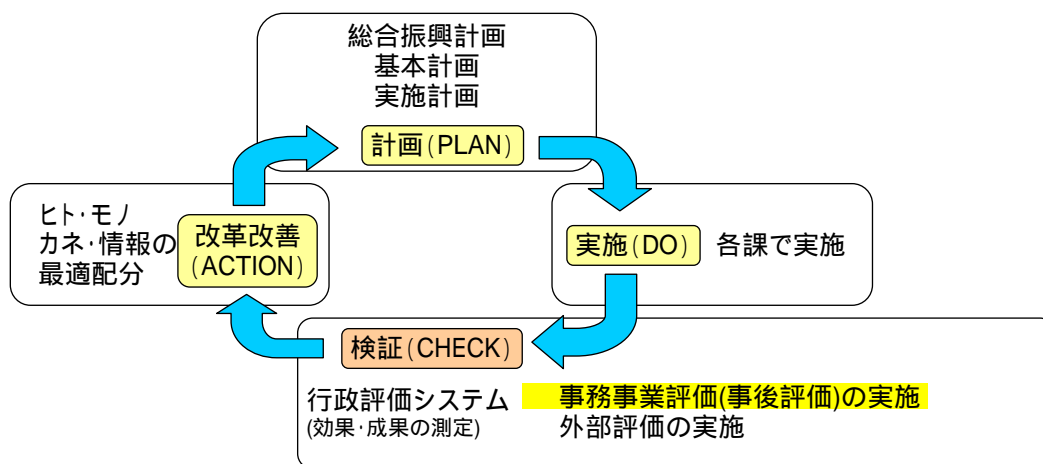 総合振興計画
基本計画
実施計画
計画(PLAN)
ヒト・モノ
カネ・情報の
最適配分
改革改善
(ACTION)
実施(DO)
各課で実施
検証(CHECK)
行政評価システム
(効果・成果の測定)
事務事業評価(事後評価)の実施
外部評価の実施